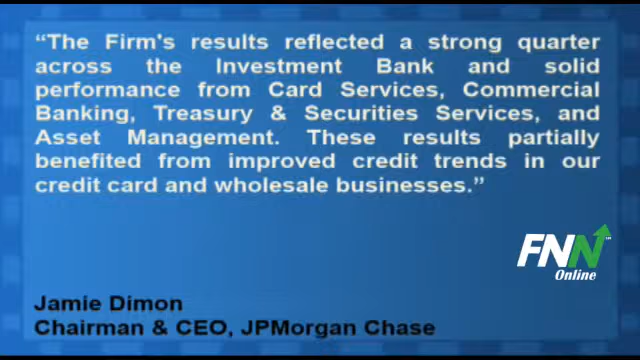 “The Firm's results reflected a strong quarter
across the Investment Bank and solid
performance from Card Services, Commercial
Banking, Treasury & Securities Services, and
Asset Management. These results partially
benefited from improved credit trends in our
credit card and wholesale businesses.”
FNN
Online
Jamie Dimon
Chairman & CEO, JPMorgan Chase